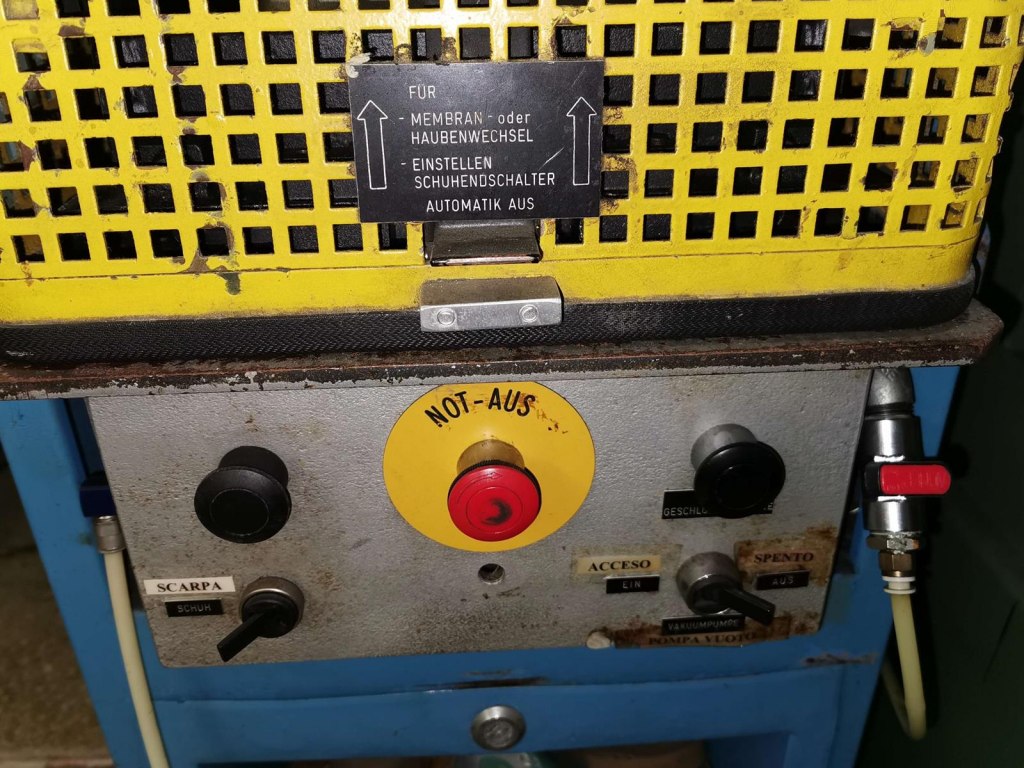 FÜR
- MEMBRAN - oder
HAUBENWECHSEL
- EINSTELLEN
SCHUHENDSCHALTER
AUTOMATIK AUS
NOT-AUS
SCARPA
SCHUH
ACCESO
EIN
SPENTO
AUS
VAKUUMPUMPE
POMPA VUOTO